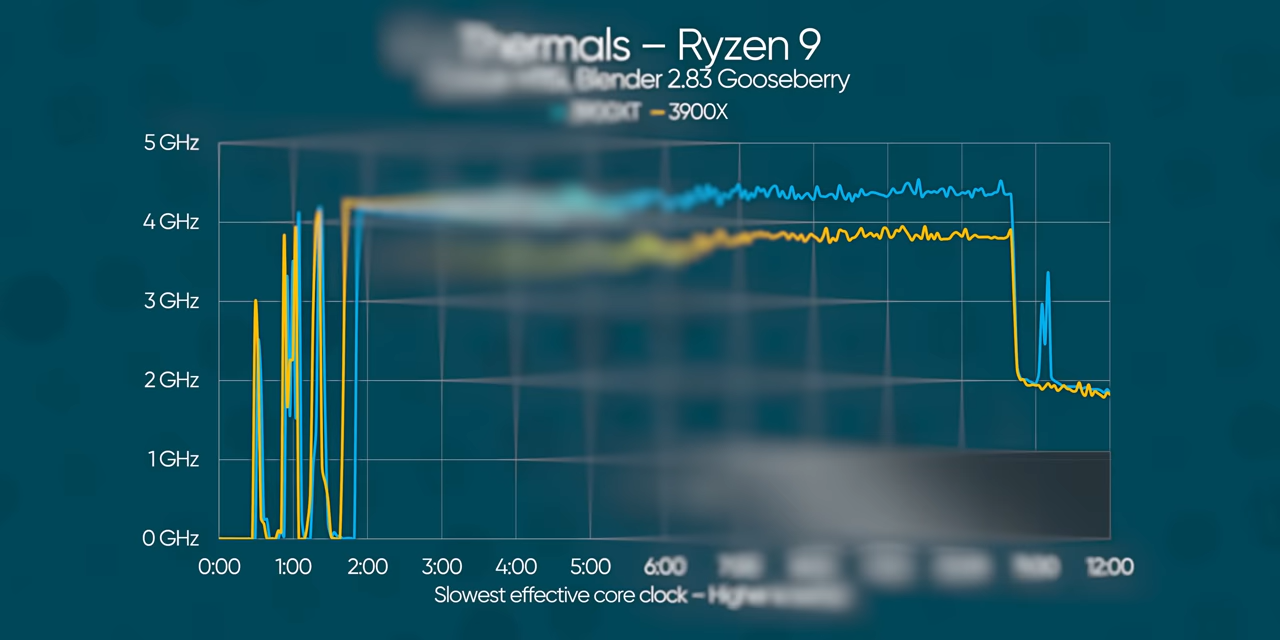 Thermals – Ryzen 9
Blender 2.83 Gooseberry
3900XT 3900X
5 GHz
4 GHz
3 GHz
2 GHz
1 GHz
0 GHz
0:00 1:00 2:00 3:00 4:00 5:00 6:00 12:00
Slowest effective core clock –